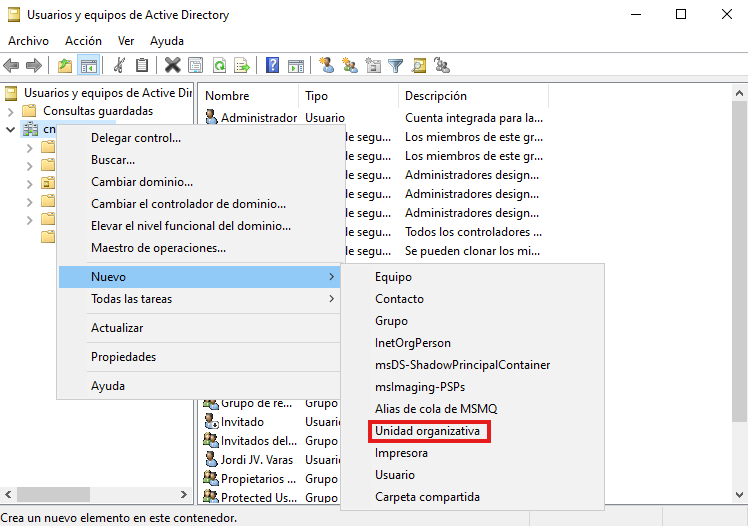 Usuarios y equipos de Active Directory
Archivo Acción Ver Ayuda
Usuarios y equipos de Active Dir
Consultas guardadas
cn
Nombre Tipo Descripción
Administrador Usuario Cuenta integrada para la...
de segu... Los miembros de este gr...
de segu... Los miembros de este gr...
de segu... Administradores design...
de segu... Administradores design...
de segu... Administradores design...
de segu... Todos los controladores ...
de segu... Se pueden clonar los mi...
Delegar control...
Buscar...
Cambiar dominio...
Cambiar el controlador de dominio...
Elevar el nivel funcional del dominio...
Maestro de operaciones...
Nuevo
Todas las tareas
Actualizar
Propiedades
Ayuda
Equipo
Contacto
Grupo
InetOrgPerson
msDS-ShadowPrincipalContainer
msImaging-PSPs
Alias de cola de MSMQ
Unidad organizativa
Impresora
Usuario
Carpeta compartida
Grupo de re... Grupo
Invitado Usuari
Invitados del... Grupo
Jordi JV. Varas Usuari
Propietarios ... Grupo
Protected Us... Grupo
Crea un nuevo elemento en este contenedor.